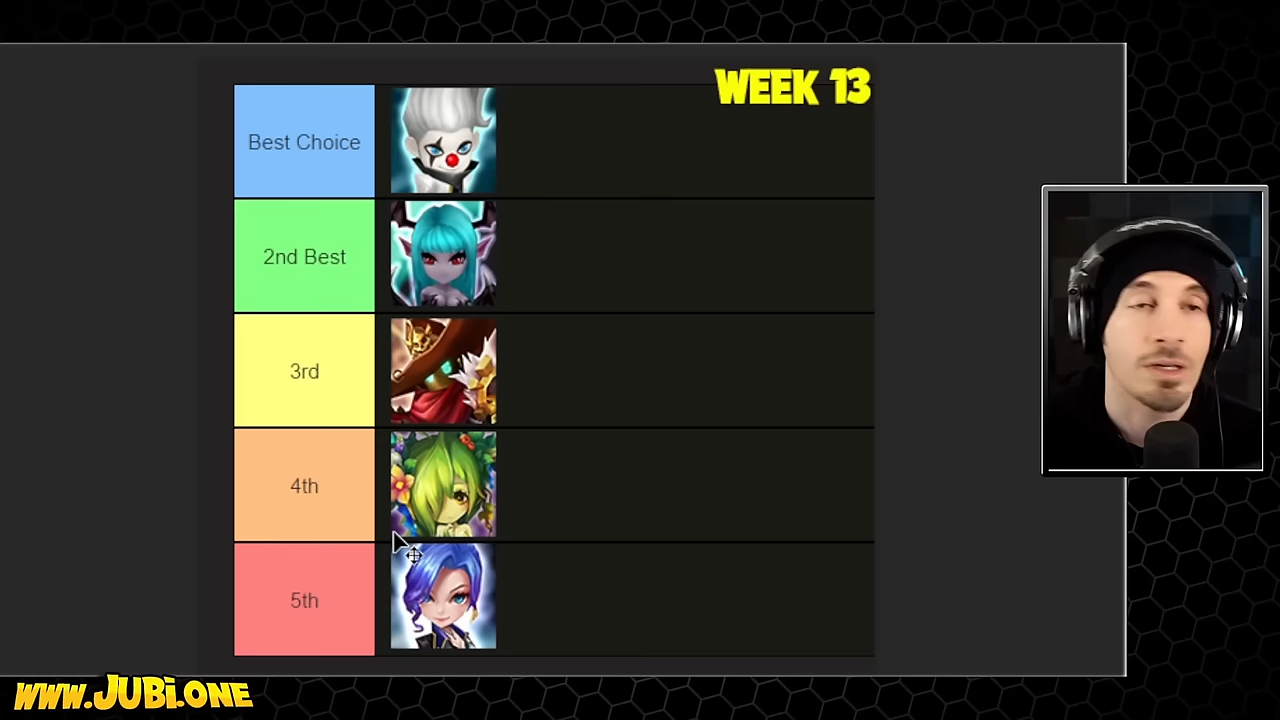 WEEK 13
Best Choice
2nd Best
3rd
4th
5th
WWW.JUBI.ONE